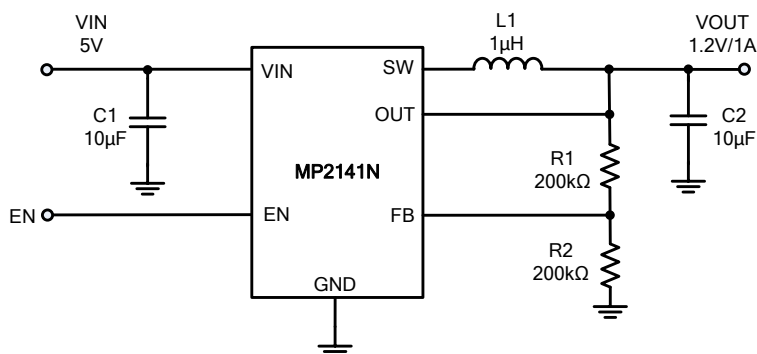 VIN
5V
L1
1µH
VOUT
1.2V/1A
VIN
SW
C1
10µF
OUT
C2
10µF
MP2141N
R1
200kΩ
EN
EN
FB
R2
200kΩ
GND